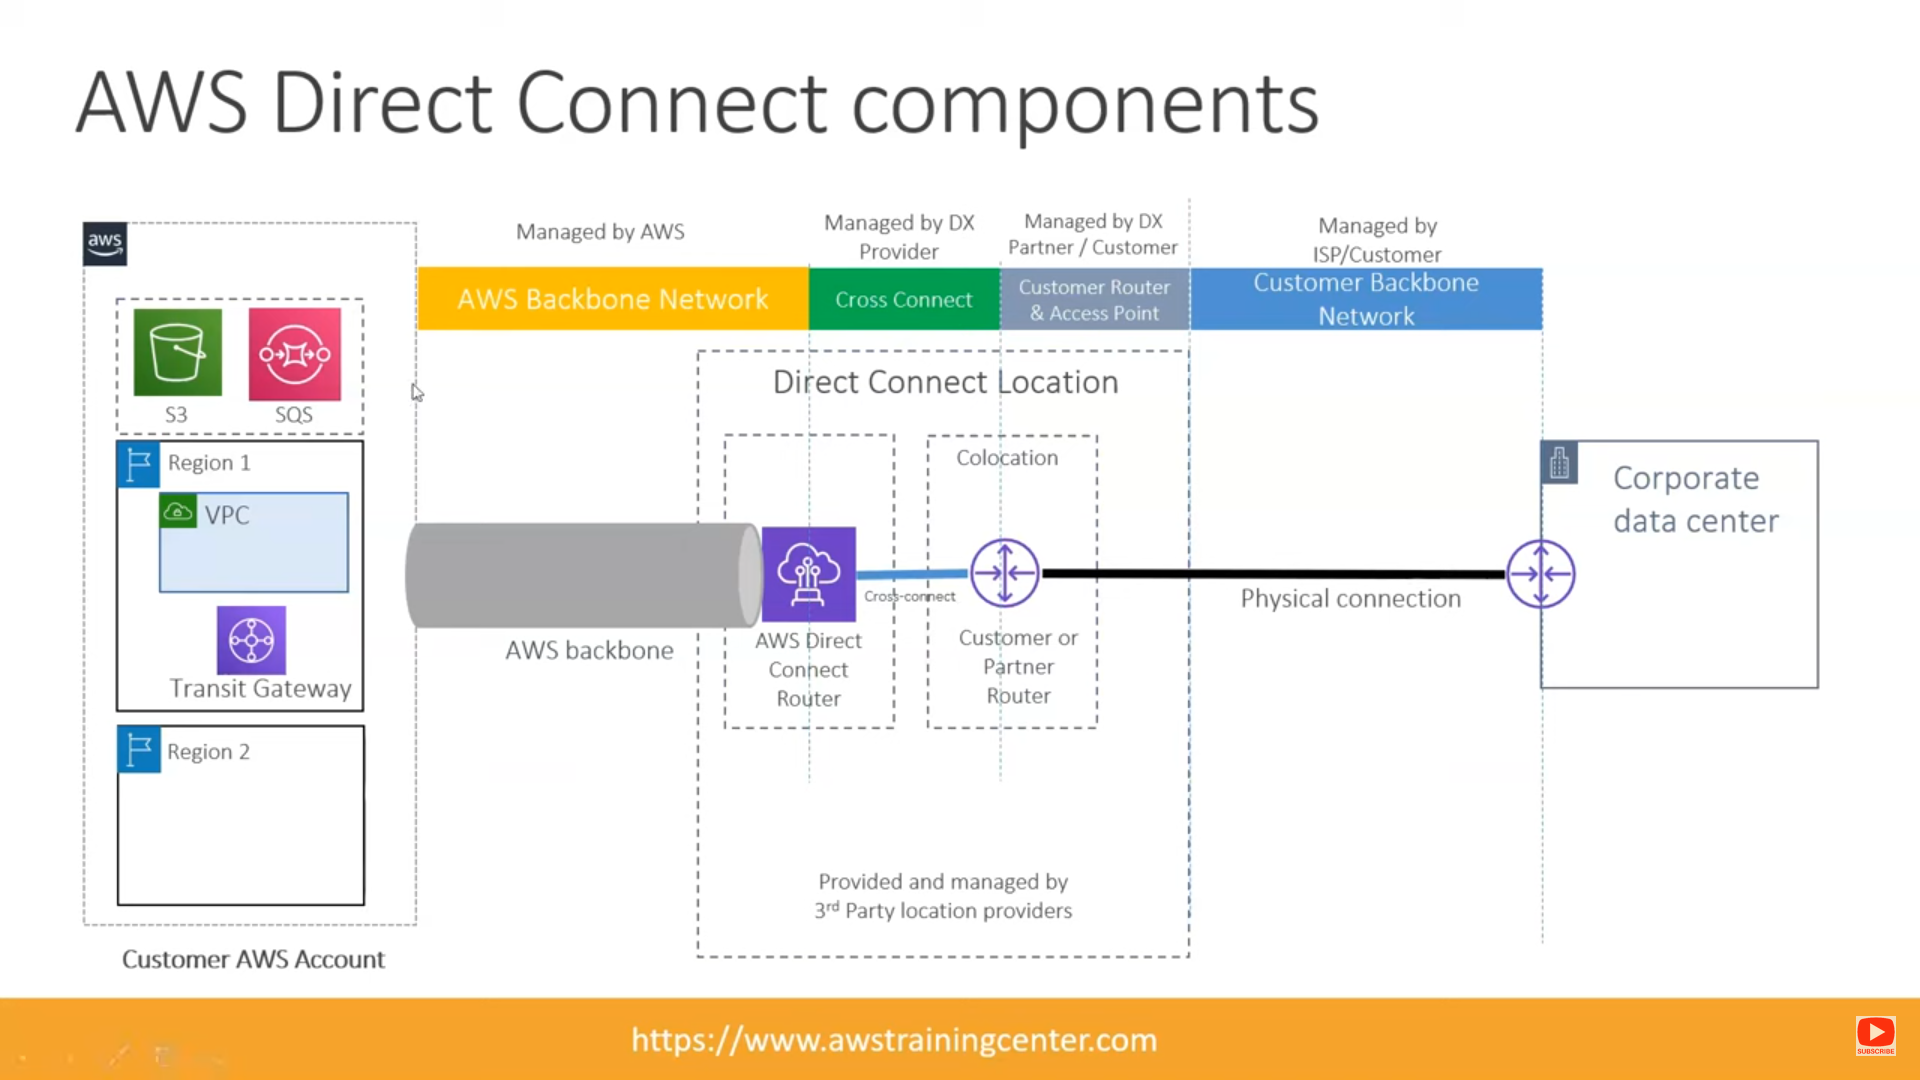 AWS Direct Connect components
aws
Managed by AWS
Managed by DX
Provider
Managed by DX
Partner / Customer
Managed by
ISP/Customer
AWS Backbone Network
Cross Connect
Customer Router
& Access Point
Customer Backbone
Network
S3
SQS
Region 1
VPC
Transit Gateway
Region 2
Customer AWS Account
AWS backbone
Direct Connect Location
Colocation
Cross-connect
AWS Direct
Connect
Router
Customer or
Partner
Router
Provided and managed by
3rd Party location providers
Physical connection
Corporate
data center
https://www.awstrainingcenter.com
SUBSCRIBE